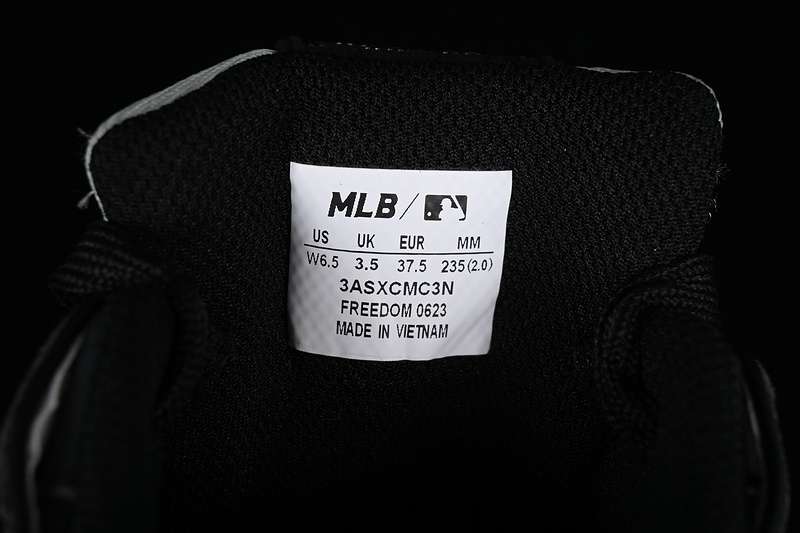 MLB/
US UK EUR MM
W6.5 3.5 37.5 235(2.0)
3ASXCMC3N
FREEDOM 0623
MADE IN VIETNAM